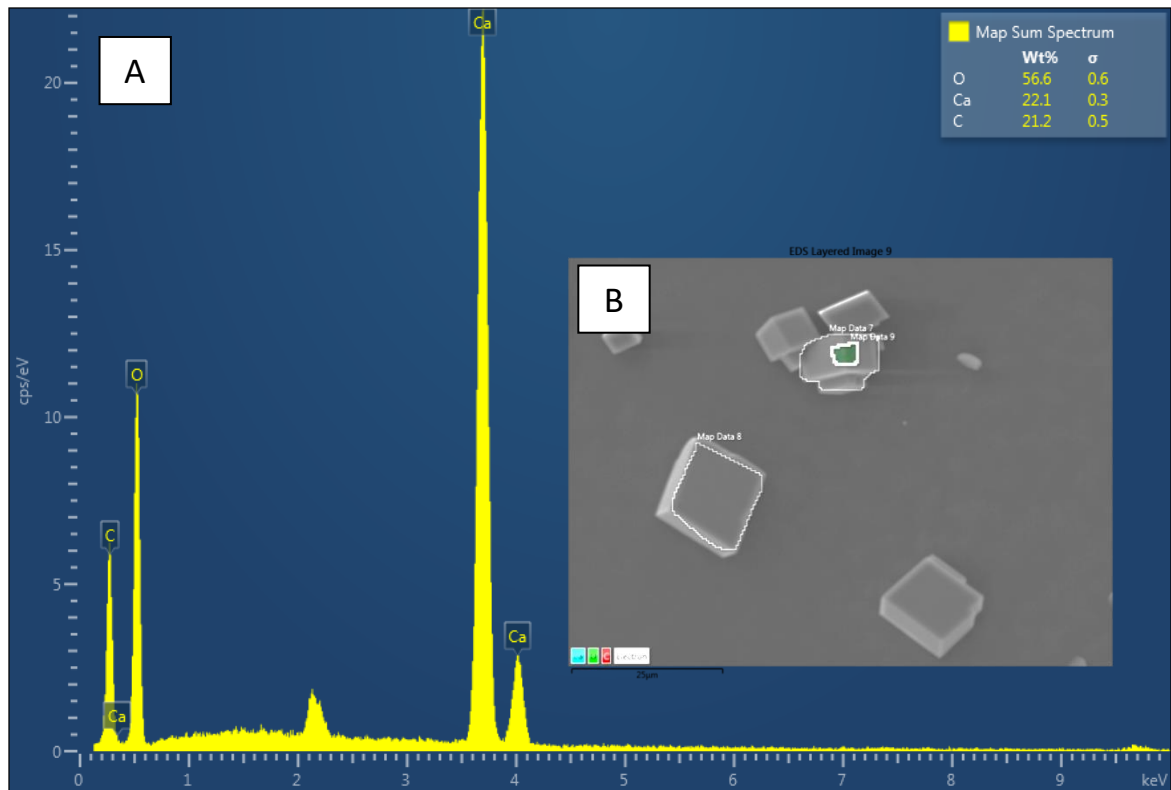 A
Ca
Map Sum Spectrum
Wt% σ
O 56.6 0.6
Ca 22.1 0.3
C 21.2 0.5
20
15
EDS Layered Image 9
B
Map Data 7
Map Data 9
O
cps/eV
10
Map Data 8
C
5
Ca
Ca
25µm
0
0 1 2 3 4 5 6 7 8 9 keV